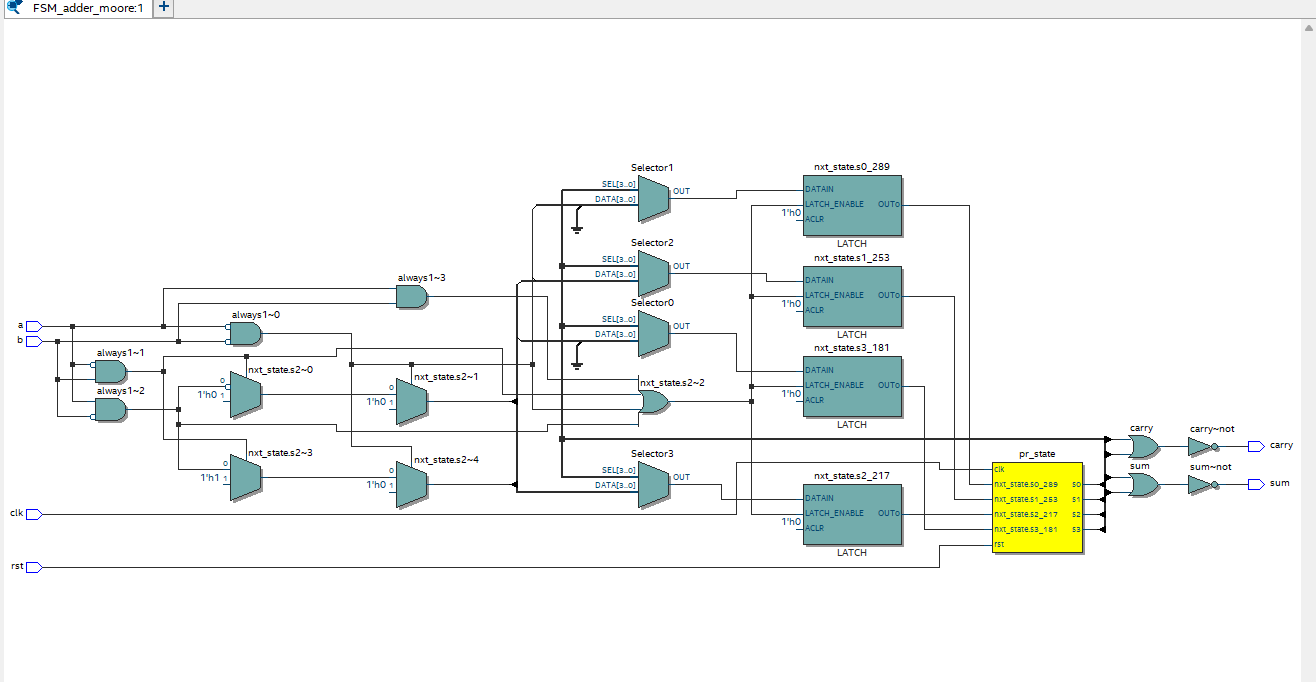 FSM_adder_moore:1
+
Selector1
SEL[3..0]
DATA[3..0]
OUT
nxt_state.s0_289
DATAIN
LATCH_ENABLE
OUT0
1'h0
ACLR
LATCH
Selector2
SEL[3..0]
DATA[3..0]
OUT
nxt_state.s1_253
DATAIN
LATCH_ENABLE
OUT0
1'h0
ACLR
LATCH
always1~3
Selector0
SEL[3..0]
DATA[3..0]
OUT
a
b
always1~0
always1~1
always1~2
nxt_state.s2~0
0
1'h0 1
nxt_state.s2~1
0
1'h0 1
nxt_state.s2~2
nxt_state.s3_181
DATAIN
LATCH_ENABLE
OUT0
1'h0
ACLR
LATCH
nxt_state.s2~3
0
1'h1 1
nxt_state.s2~4
0
1'h0 1
Selector3
SEL[3..0]
DATA[3..0]
OUT
nxt_state.s2_217
DATAIN
LATCH_ENABLE
OUT0
1'h0
ACLR
LATCH
pr_state
clk
nxt_state.s0_289 s0
nxt_state.s1_253 s1
nxt_state.s2_217 s2
nxt_state.s3_181 s3
rst
carry
carry~not
carry
sum
sum~not
sum
clk
rst